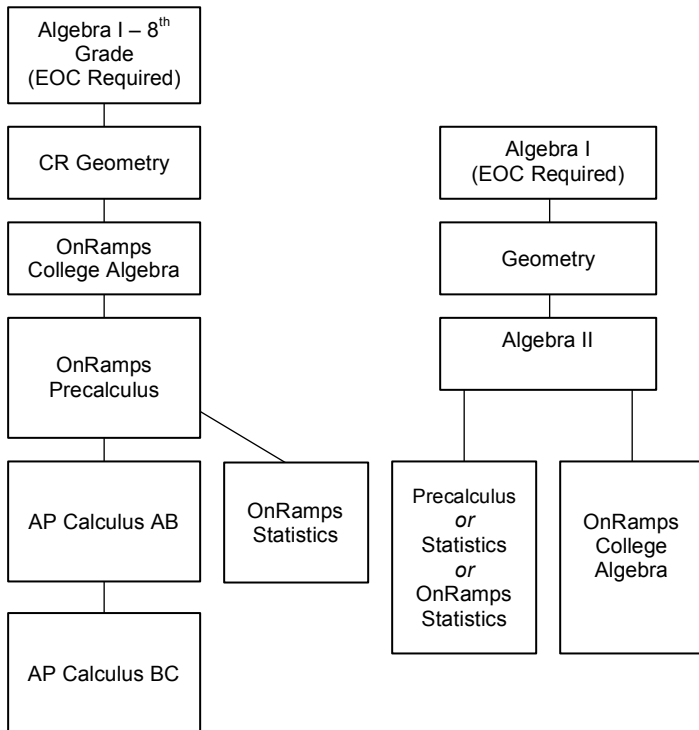 Algebra I – 8th
Grade
(EOC Required)
CR Geometry
OnRamps
College Algebra
OnRamps
Precalculus
AP Calculus AB
OnRamps
Statistics
AP Calculus BC
Algebra I
(EOC Required)
Geometry
Algebra II
Precalculus
or
Statistics
or
OnRamps
Statistics
OnRamps
College
Algebra